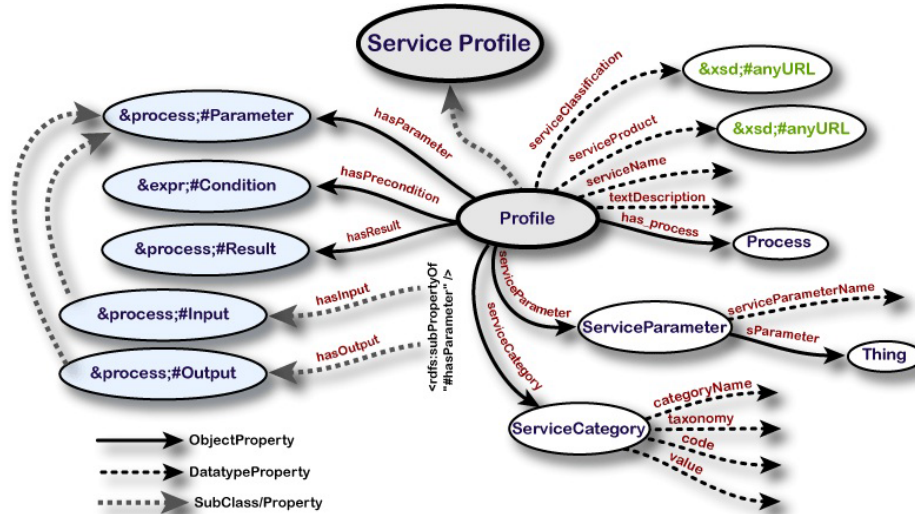 Service Profile
&xsd;#anyURL
serviceClassification
&process;#Parameter
hasParameter
serviceProduct
&xsd;#anyURL
serviceName
&expr;#Condition
hasPrecondition
textDescription
Profile
has_process
hasResult
&process;#Result
Process
serviceParameter
hasInput
<rdfs:subPropertyOf
"#hasParameter" />
serviceParameterName
&process;#Input
ServiceParameter
sParameter
hasOutput
serviceCategory
Thing
&process;#Output
categoryName
taxonomy
ServiceCategory
code
value
ObjectProperty
DatatypeProperty
SubClass/Property